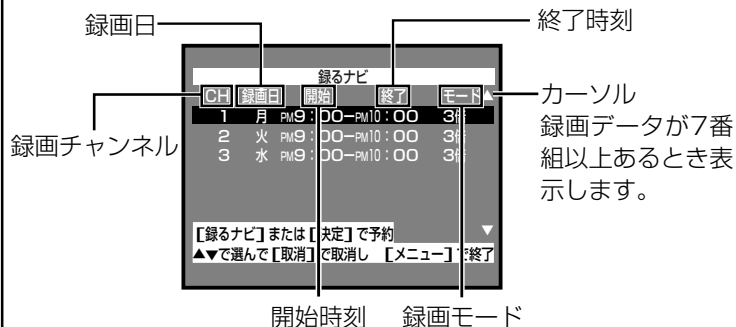 録画日
終了時刻
録るナビ
CH 録画日 開始 終了 モード▲
1 月 PM9:00-PM10:00 3倍
2 火 PM9:00-PM10:00 3倍
3 水 PM9:00-PM10:00 3倍
[録るナビ]または[決定]で予約 ▼
▲▼で選んで[取消]で取消し [メニュー]で終了
録画チャンネル
カーソル
録画データが7番
組以上あるとき表
示します。
開始時刻 録画モード